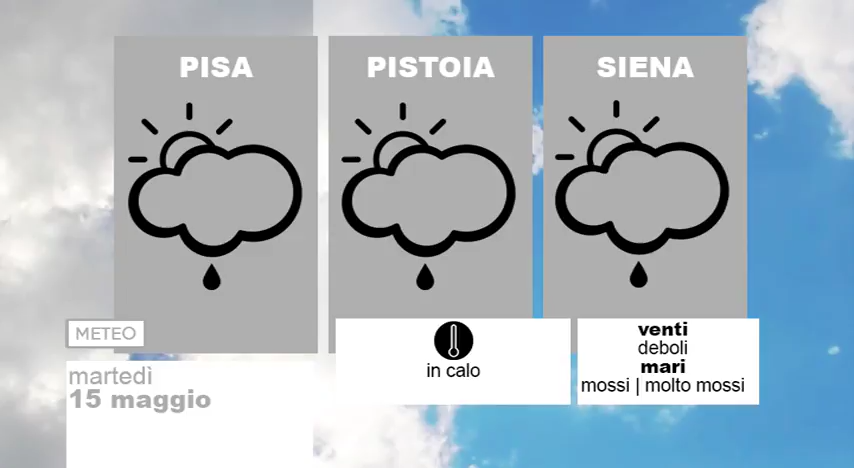 PISA
PISTOIA
SIENA
METEO
martedì
15 maggio
in calo
venti
deboli
mari
mossi | molto mossi